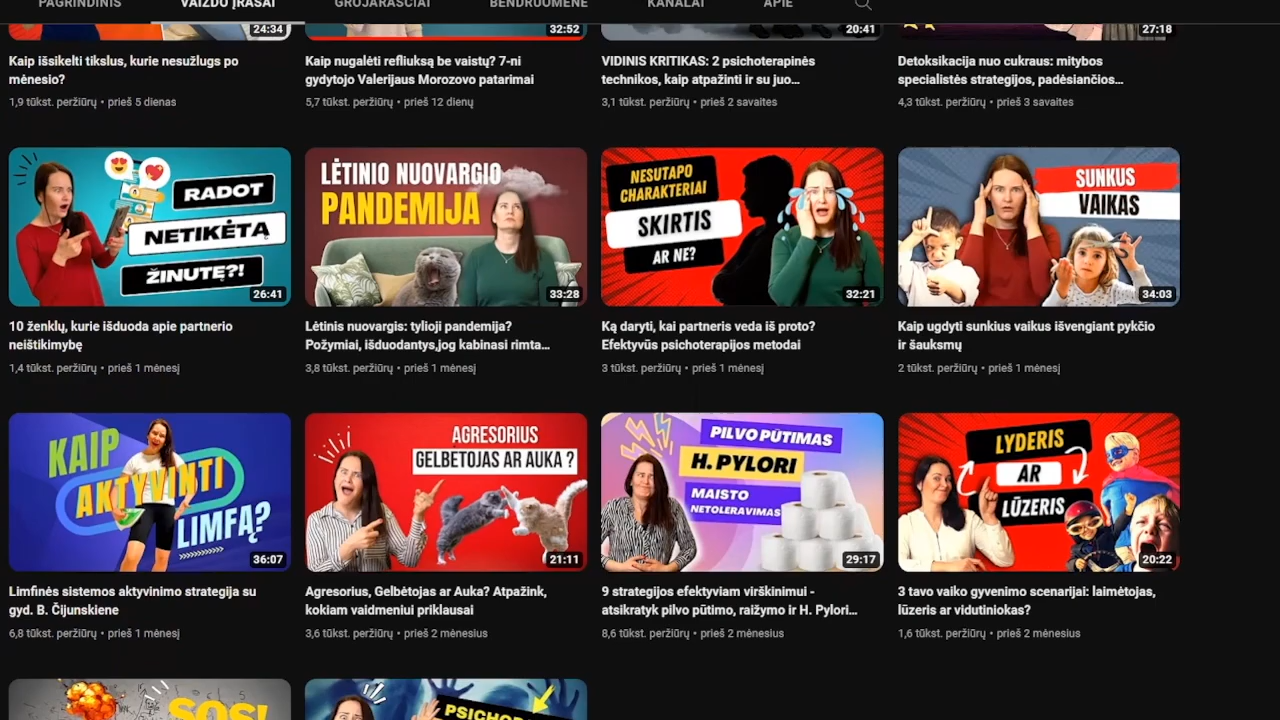 PAGRINDINIS VAIZDO ĮRAŠAI GROJARAŠČIAI BENDRUOMENĖ KANALAI APIE
24:34
32:52
20:41
27:18
Kaip išsikelti tikslus, kurie nesužlugs po
mėnesio?
1,9 tūkst. peržiūrų • prieš 5 dienas
Kaip nugalėti refliuksą be vaistų? 7-ni
gydytojo Valerijaus Morozovo patarimai
5,7 tūkst. peržiūrų • prieš 12 dienų
VIDINIS KRITIKAS: 2 psichoterapinės
technikos, kaip atpažinti ir su juo...
3,1 tūkst. peržiūrų • prieš 2 savaites
Detoksikacija nuo cukraus: mitybos
specialistės strategijos, padėsiančios...
4,3 tūkst. peržiūrų • prieš 3 savaites
RADOT
NETIKĖTĄ
ŽINUTĘ?!
26:41
LĖTINIO NUOVARGIO
PANDEMIJA
33:28
NESUTAPO
CHARAKTERIAI
SKIRTIS
AR NE?
32:21
SUNKUS
VAIKAS
34:03
10 ženklų, kurie išduoda apie partnerio
neištikimybę
1,4 tūkst. peržiūrų • prieš 1 mėnesį
Lėtinis nuovargis: tylioji pandemija?
Požymiai, išduodantys,jog kabinasi rimta...
3,8 tūkst. peržiūrų • prieš 1 mėnesį
Ką daryti, kai partneris veda iš proto?
Efektyvūs psichoterapijos metodai
3 tūkst. peržiūrų • prieš 1 mėnesį
Kaip ugdyti sunkius vaikus išvengiant pykčio
ir šauksmų
2 tūkst. peržiūrų • prieš 1 mėnesį
KAIP
AKTYVINTI
LIMFĄ?
36:07
AGRESORIUS
GELBĖTOJAS AR AUKA ?
21:11
PILVO PŪTIMAS
H. PYLORI
MAISTO
NETOLERAVIMAS
29:17
LYDERIS
AR
LŪZERIS
20:22
Limfinės sistemos aktyvinimo strategija su
gyd. B. Čijunskiene
6,8 tūkst. peržiūrų • prieš 1 mėnesį
Agresorius, Gelbėtojas ar Auka? Atpažink,
kokiam vaidmeniui priklausai
3,6 tūkst. peržiūrų • prieš 2 mėnesius
9 strategijos efektyviam virškinimui -
atsikratyk pilvo pūtimo, raižymo ir H. Pylori...
8,6 tūkst. peržiūrų • prieš 2 mėnesius
3 tavo vaiko gyvenimo scenarijai: laimėtojas,
lūzeris ar vidutiniokas?
1,6 tūkst. peržiūrų • prieš 2 mėnesius
SOS!